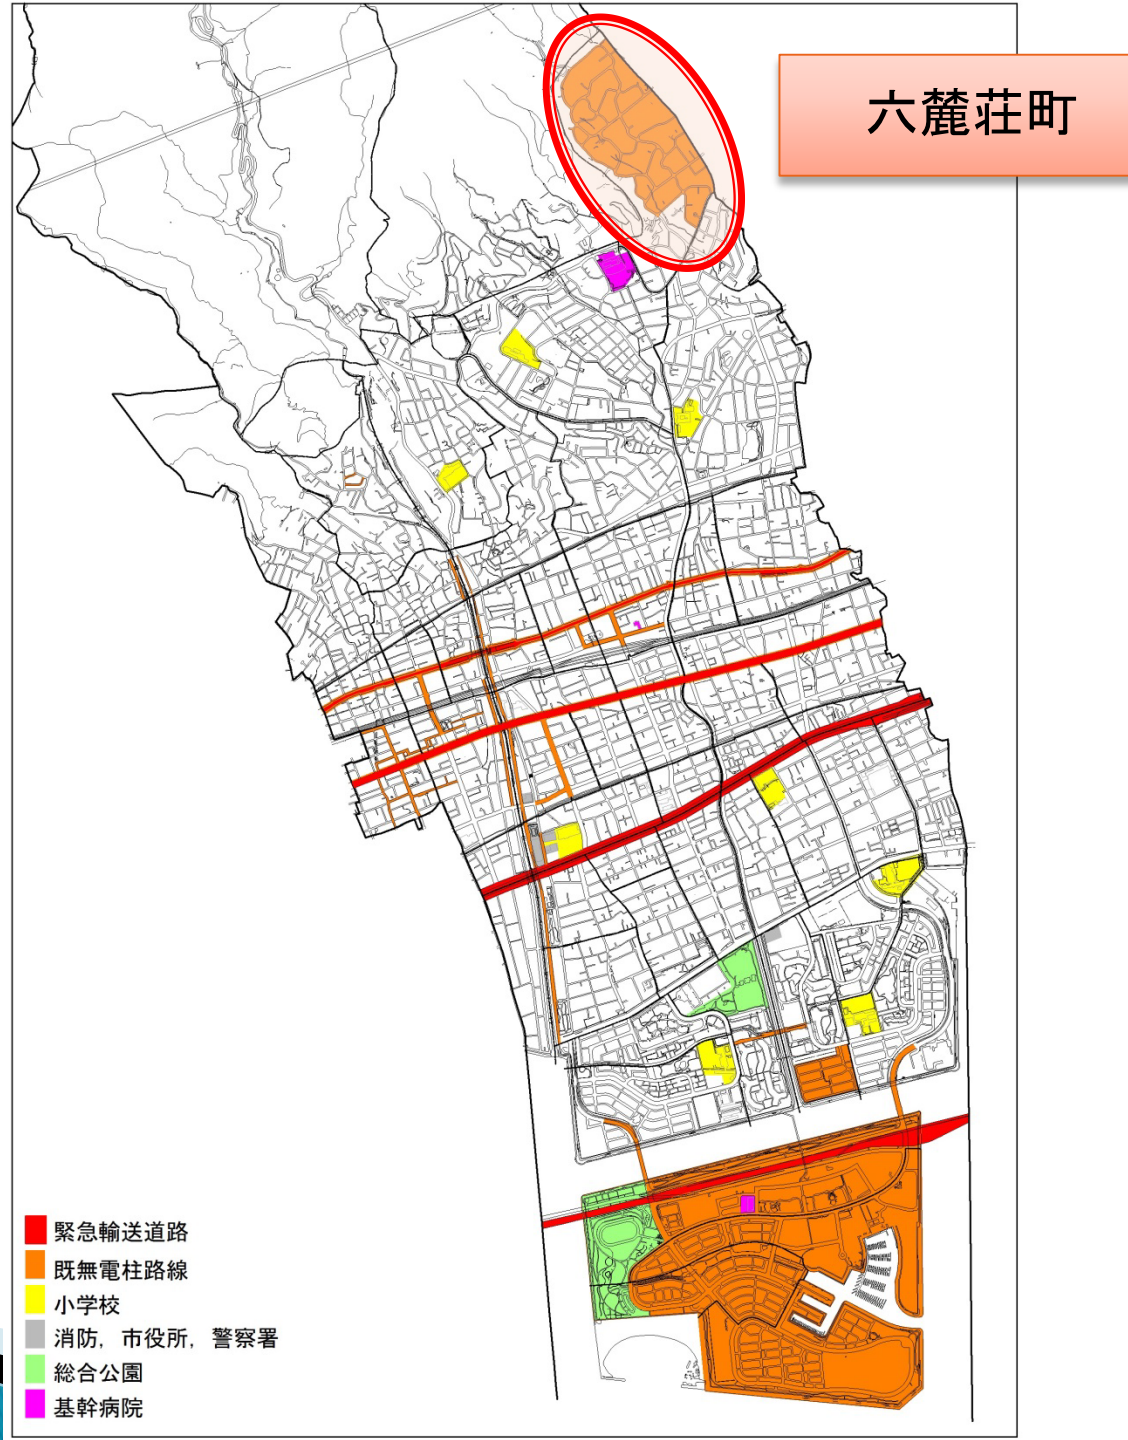 六麓荘町
緊急輸送道路
既無電柱路線
小学校
消防，市役所，警察署
総合公園
基幹病院